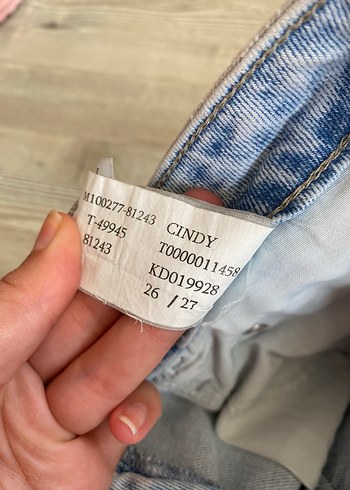 M100277-81243 CINDY
T-49945 T0000011458
81243 KD019928
26 / 27